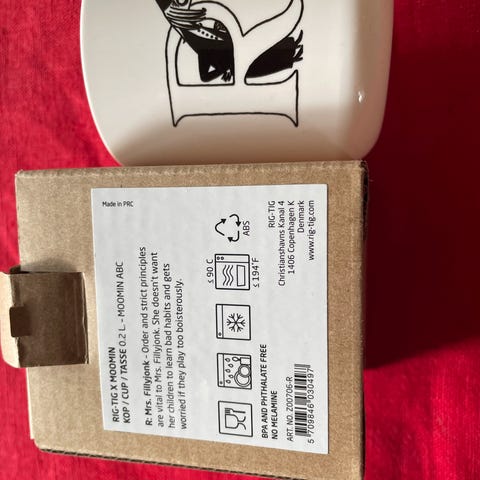 R
Made in PRC
RIG-TIG X MOOMIN
KOP / CUP / TASSE 0.2 L - MOOMIN ABC
R: Mrs. Fillyjonk - Order and strict principles
are vital to Mrs. Fillyjonk. She doesn't want
her children to learn bad habits and gets
worried if they play too boisterously.
≤ 90 C
≤ 194°F
ABS
BPA AND PHTHALATE FREE
NO MELAMINE
ART. NO. Z00706-R
5 709846 030497
RIG-TIG
Christianshavns Kanal 4
1406 Copenhagen K
Denmark
www.rig-tig.com